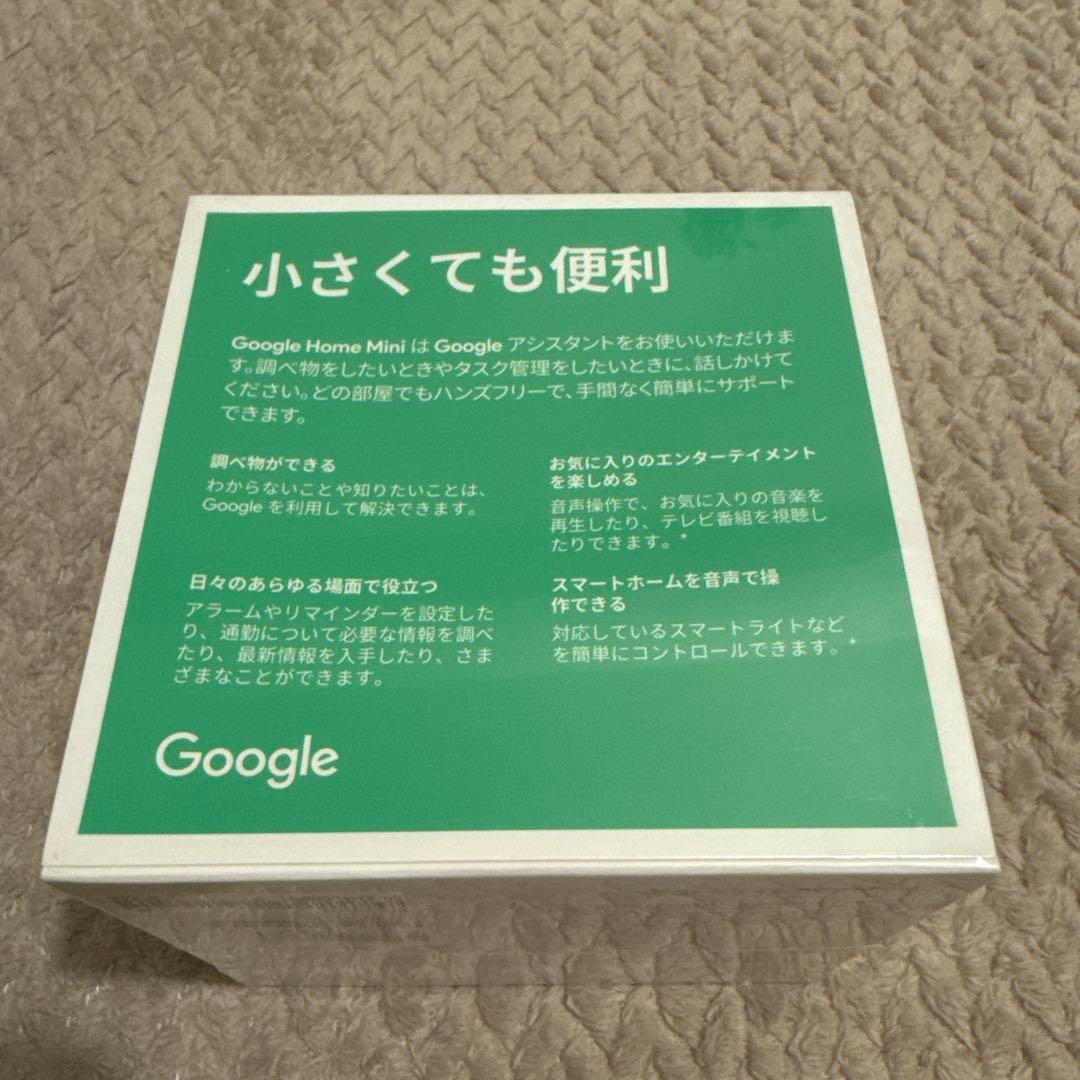 小さくても便利
Google Home Mini は Google アシスタントをお使いいただけま
す。調べ物をしたいときやタスク管理をしたいときに、話しかけて
ください。どの部屋でもハンズフリーで、手間なく簡単にサポート
できます。
調べ物ができる
わからないことや知りたいことは、
Google を利用して解決できます。
お気に入りのエンターテイメント
を楽しめる
音声操作で、お気に入りの音楽を
再生したり、テレビ番組を視聴し
たりできます。*
日々のあらゆる場面で役立つ
アラームやリマインダーを設定した
り、通勤について必要な情報を調べ
たり、最新情報を入手したり、さま
ざまなことができます。
スマートホームを音声で操
作できる
対応しているスマートライトなど
を簡単にコントロールできます。*
Google